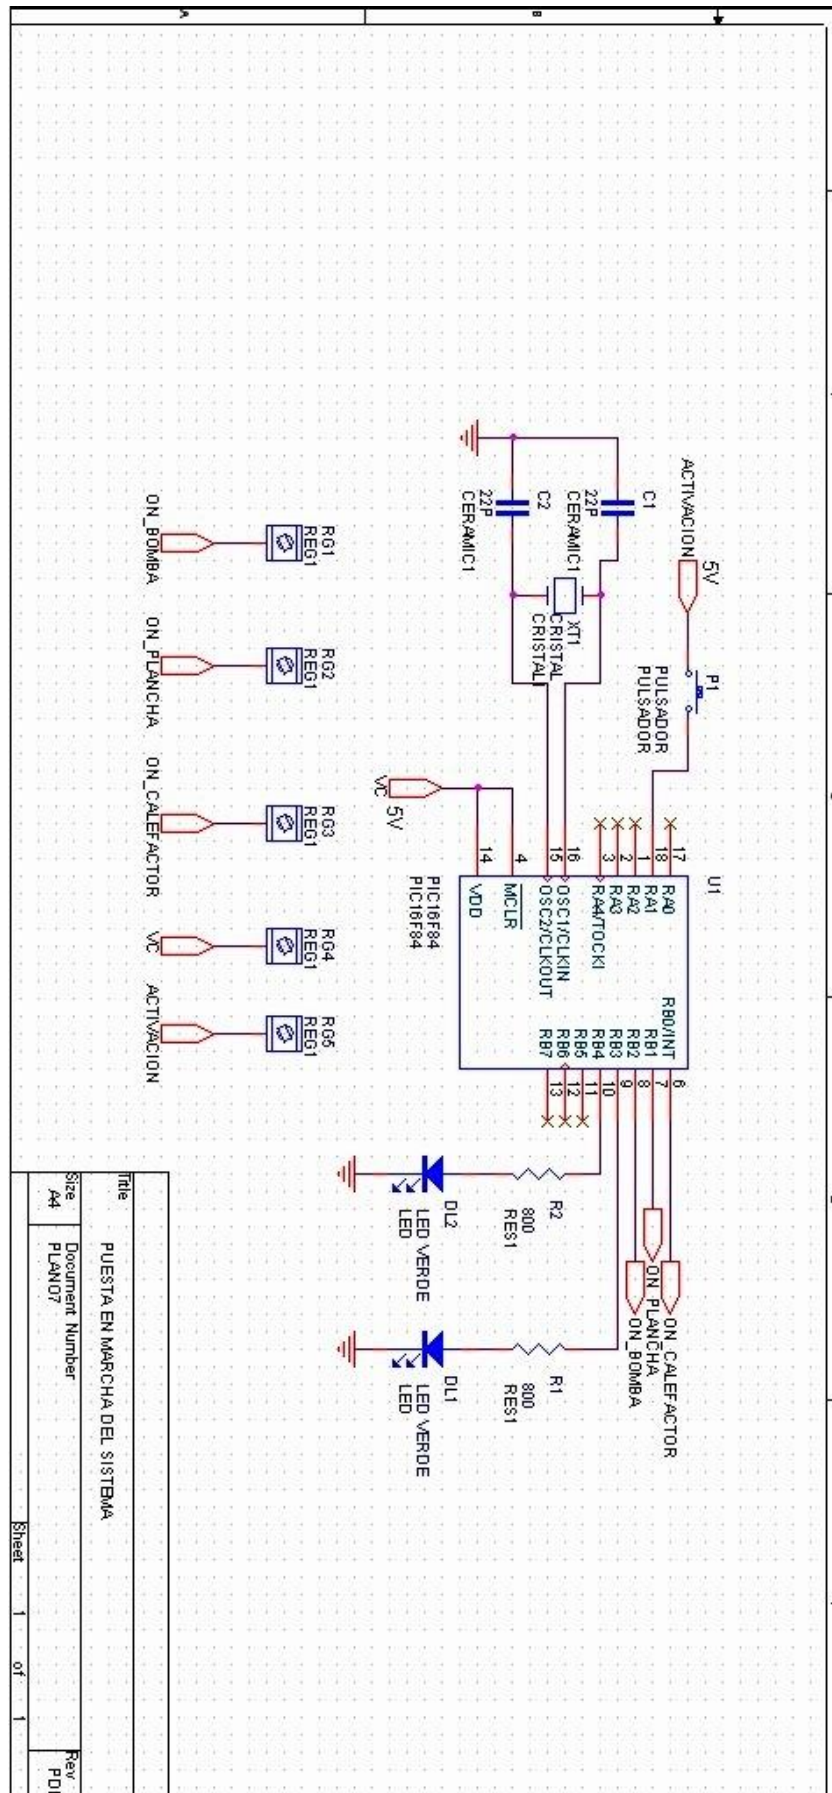 A
B
ACTIVACION
5V
P1
PULSADOR
PULSADOR
C1
22P
CERAMIC1
C2
22P
CERAMIC1
XT1
CRISTAL
CRISTAL1
VC
5V
U1
17
18
1
2
3
16
15
4
14
RA0
RA1
RA2
RA3
RA4/TOCKI
OSC1/CLKIN
OSC2/CLKOUT
MCLR
VDD
RB0/INT
RB1
RB2
RB3
RB4
RB5
RB6
RB7
6
7
8
9
10
11
12
13
PIC16F84
PIC16F84
ON_CALEFACTOR
ON_PLANCHA
ON_BOMBA
R2
800
RES1
DL2
LED VERDE
LED
R1
800
RES1
DL1
LED VERDE
LED
RG1
REG1
ON_BOMBA
RG2
REG1
ON_PLANCHA
RG3
REG1
ON_CALEFACTOR
RG4
REG1
VC
RG5
REG1
ACTIVACION
Title
PUESTA EN MARCHA DEL SISTEMA
Size
A4
Document Number
PLANO7
Rev
Sheet 1 of 1